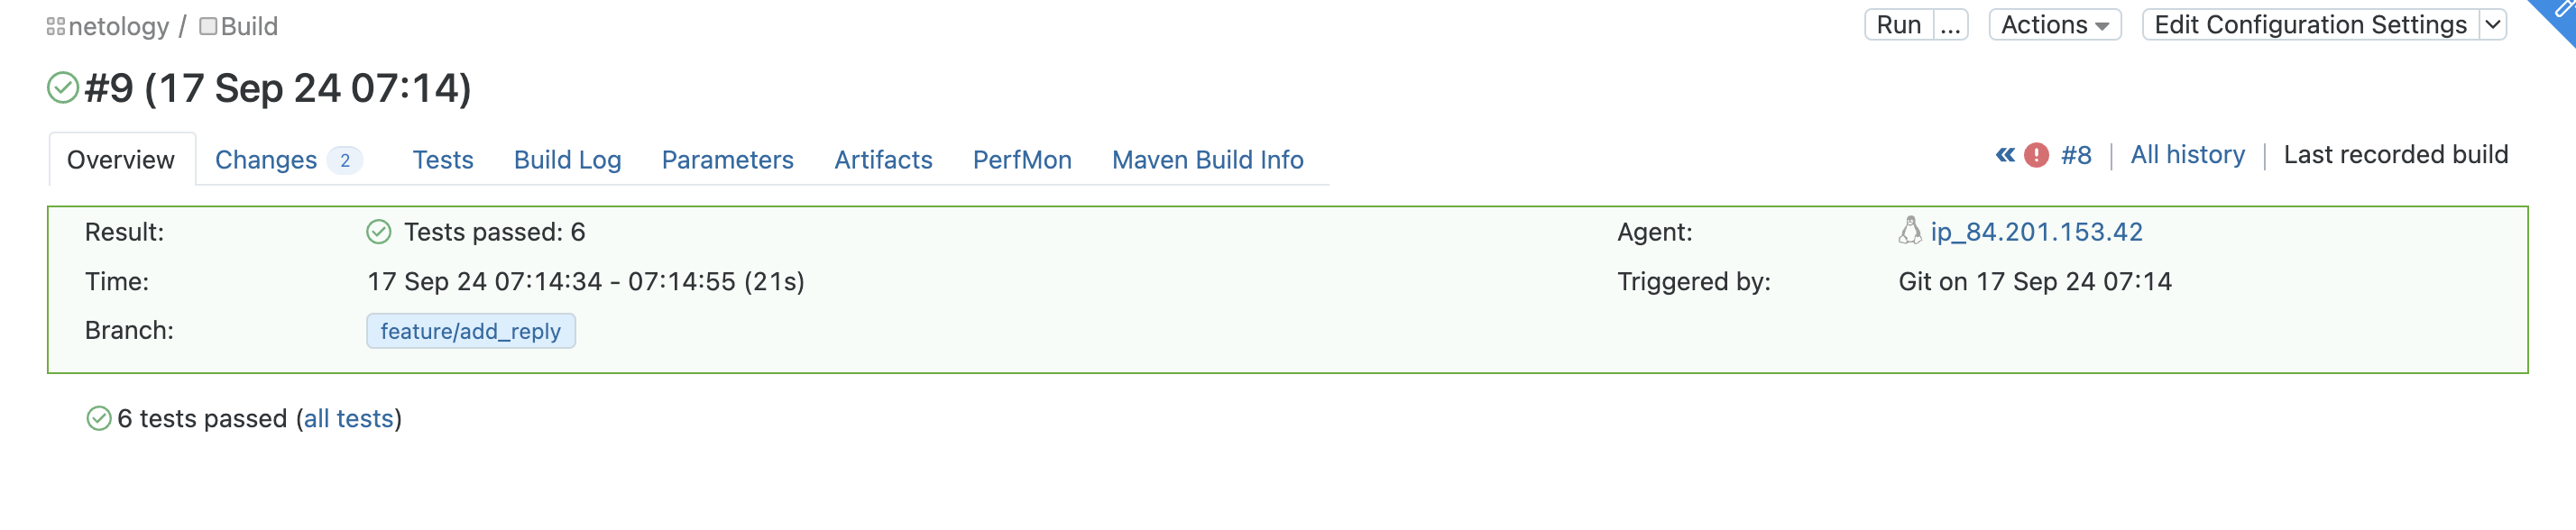 netology / Build Run ... Actions Edit Configuration Settings
#9 (17 Sep 24 07:14)
Overview Changes 2 Tests Build Log Parameters Artifacts PerfMon Maven Build Info « #8 | All history | Last recorded build
Result: Tests passed: 6 Agent: ip_84.201.153.42
Time: 17 Sep 24 07:14:34 - 07:14:55 (21s) Triggered by: Git on 17 Sep 24 07:14
Branch: feature/add_reply
6 tests passed (all tests)